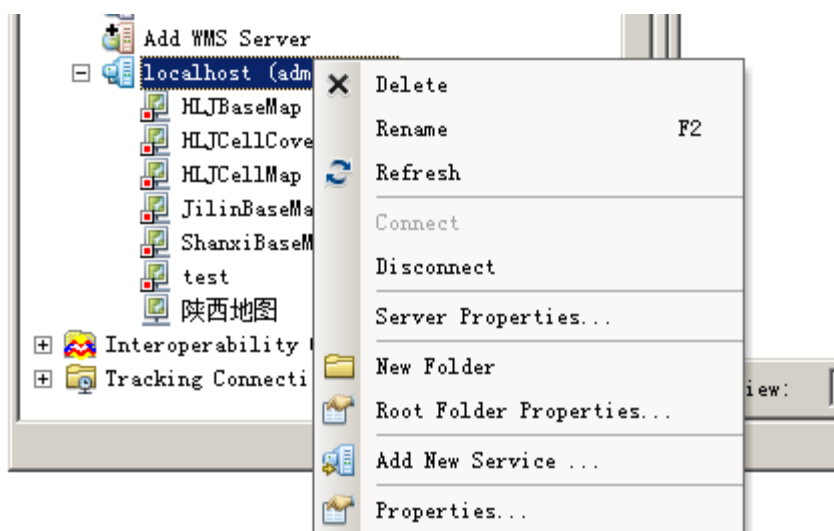 Add WMS Server
localhost (adm
HLJBaseMap
HLJCellCove
HLJCellMap
JilinBaseMa
ShanxiBaseM
test
陕西地图
Interoperability
Tracking Connecti
Delete
Rename F2
Refresh
Connect
Disconnect
Server Properties...
New Folder
Root Folder Properties...
Add New Service ...
Properties...
iew: